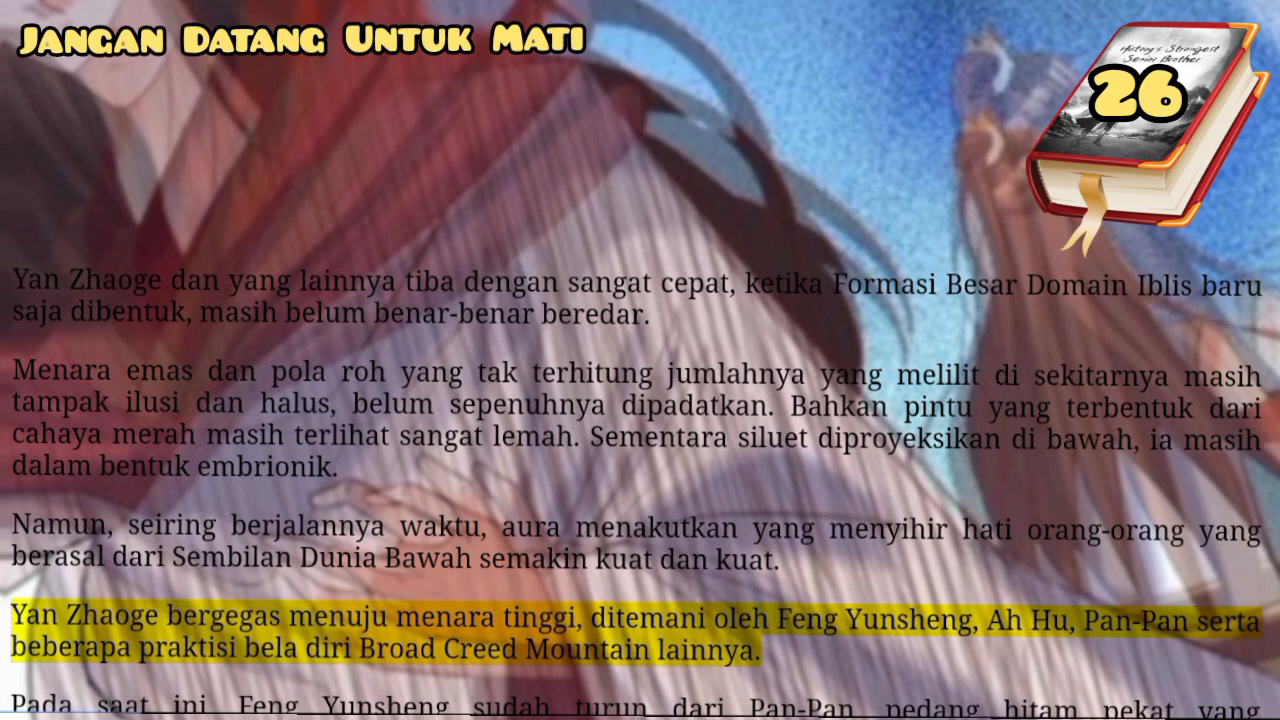 Jangan Datang Untuk Mati
History's Strongest
Senior Brother
26
Yan Zhaoge dan yang lainnya tiba dengan sangat cepat, ketika Formasi Besar Domain Iblis baru
saja dibentuk, masih belum benar-benar beredar.
Menara emas dan pola roh yang tak terhitung jumlahnya yang melilit di sekitarnya masih
tampak ilusi dan halus, belum sepenuhnya dipadatkan. Bahkan pintu yang terbentuk dari
cahaya merah masih terlihat sangat lemah. Sementara siluet diproyeksikan di bawah, ia masih
dalam bentuk embrionik.
Namun, seiring berjalannya waktu, aura menakutkan yang menyihir hati orang-orang yang
berasal dari Sembilan Dunia Bawah semakin kuat dan kuat.
Yan Zhaoge bergegas menuju menara tinggi, ditemani oleh Feng Yunsheng, Ah Hu, Pan-Pan serta
beberapa praktisi bela diri Broad Creed Mountain lainnya.
Pada saat ini Feng Yunsheng sudah turun dari Pan-Pan pedang hitam pekat yang